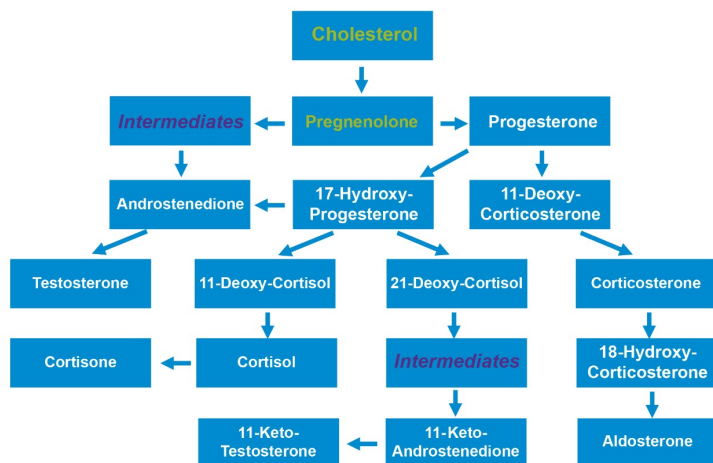 Cholesterol
Intermediates
Pregnenolone
Progesterone
Androstenedione
17-Hydroxy-
Progesterone
11-Deoxy-
Corticosterone
Testosterone
11-Deoxy-Cortisol
21-Deoxy-Cortisol
Corticosterone
Cortisone
Cortisol
Intermediates
18-Hydroxy-
Corticosterone
11-Keto-
Testosterone
11-Keto-
Androstenedione
Aldosterone